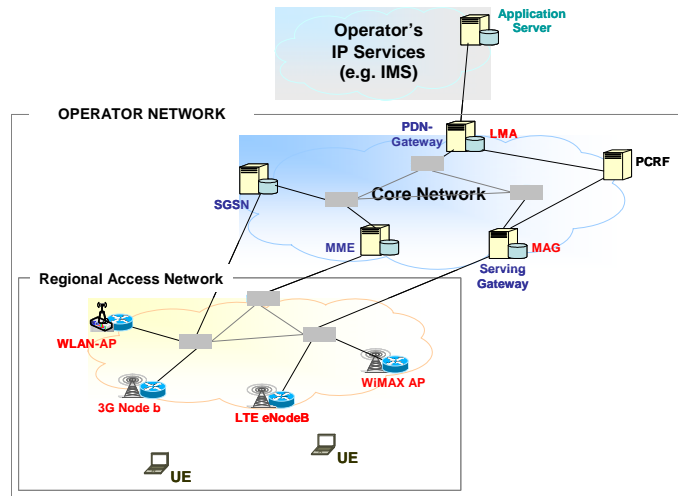 Application
Server
Operator's
IP Services
(e.g. IMS)
OPERATOR NETWORK
PDN-
Gateway
LMA
PCRF
SGSN
Core Network
MME
MAG
Serving
Gateway
Regional Access Network
WLAN-AP
WiMAX AP
3G Node b
LTE eNodeB
UE
UE